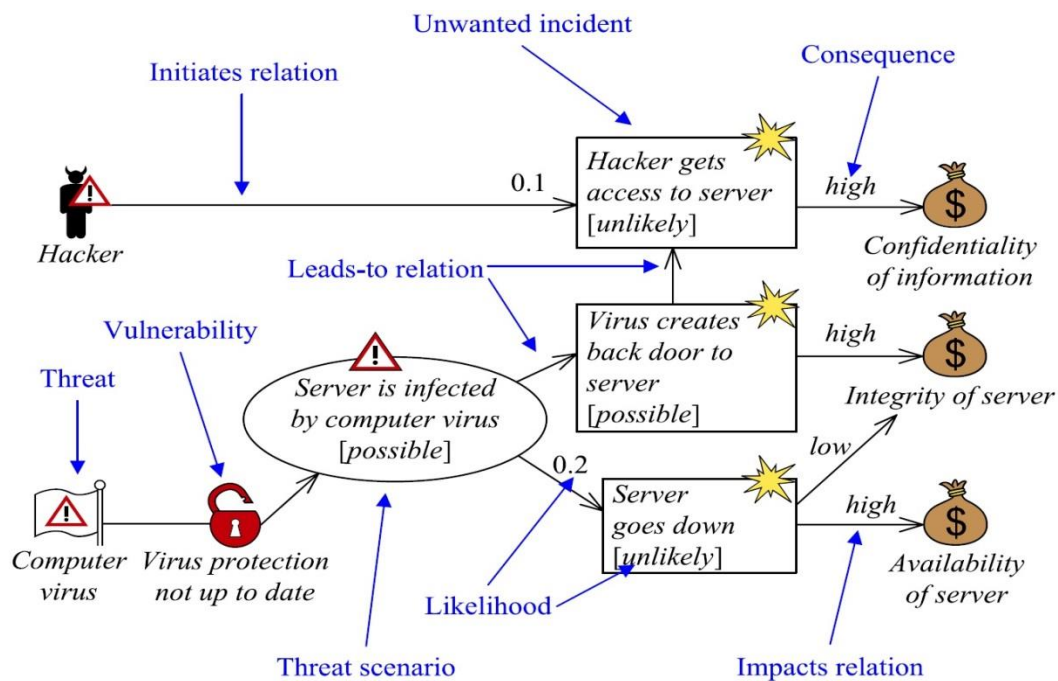 Unwanted incident
Consequence
Initiates relation
Hacker gets
access to server
[unlikely]
0.1
high
$
Hacker
Confidentiality
of information
Leads-to relation
Vulnerability
Virus creates
back door to
server
[possible]
high
$
Integrity of server
Threat
!
Server is infected
by computer virus
[possible]
low
0.2
Server
goes down
[unlikely]
high
$
Availability
of server
!
!
Computer
virus
Virus protection
not up to date
Likelihood
Threat scenario
Impacts relation